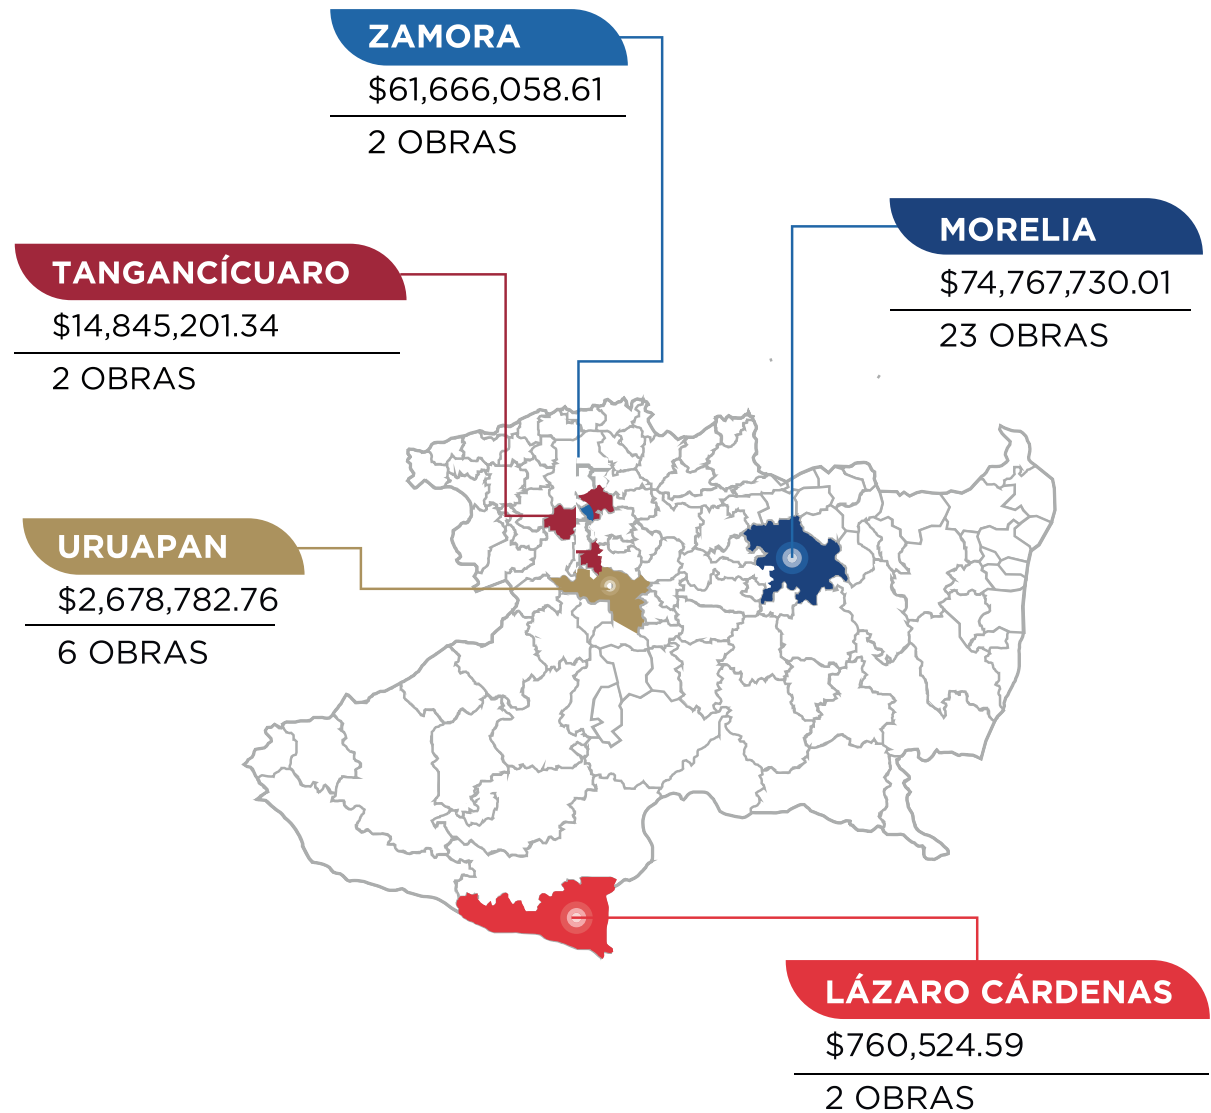 ZAMORA
$61,666,058.61
2 OBRAS
MORELIA
$74,767,730.01
23 OBRAS
TANGANCÍCUARO
$14,845,201.34
2 OBRAS
URUAPAN
$2,678,782.76
6 OBRAS
LÁZARO CÁRDENAS
$760,524.59
2 OBRAS